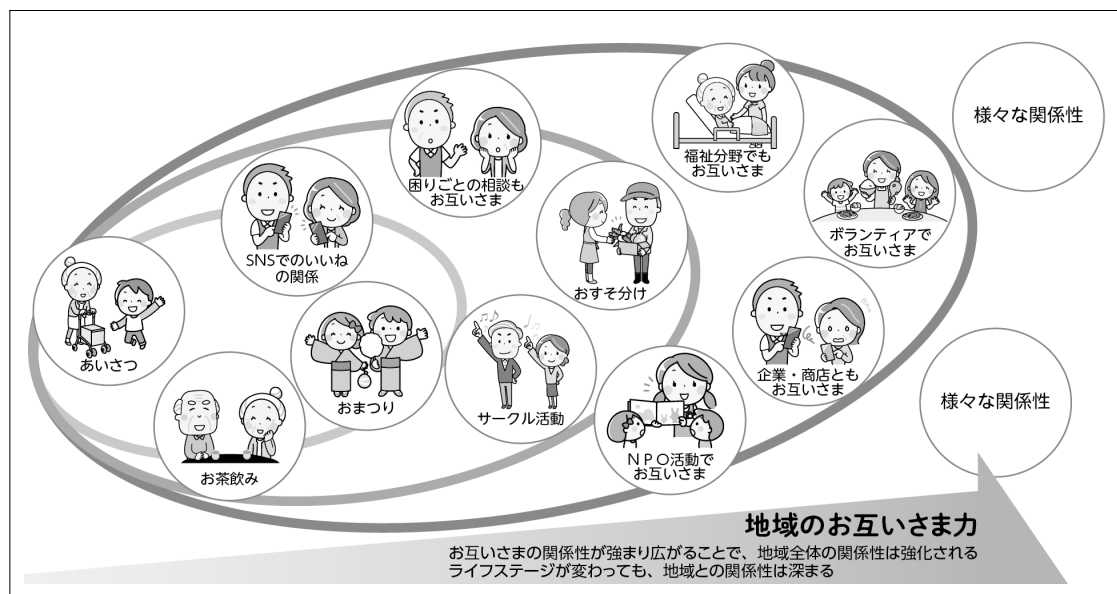 様々な関係性
福祉分野でも
お互いさま
困りごとの相談も
お互いさま
ボランティアで
お互いさま
SNSでのいいね
の関係
おすそ分け
あいさつ
企業・商店とも
お互いさま
様々な関係性
おまつり
サークル活動
お茶飲み
ＮＰＯ活動で
お互いさま
地域のお互いさま力
お互いさまの関係性が強まり広がることで、地域全体の関係性は強化される
ライフステージが変わっても、地域との関係性は深まる